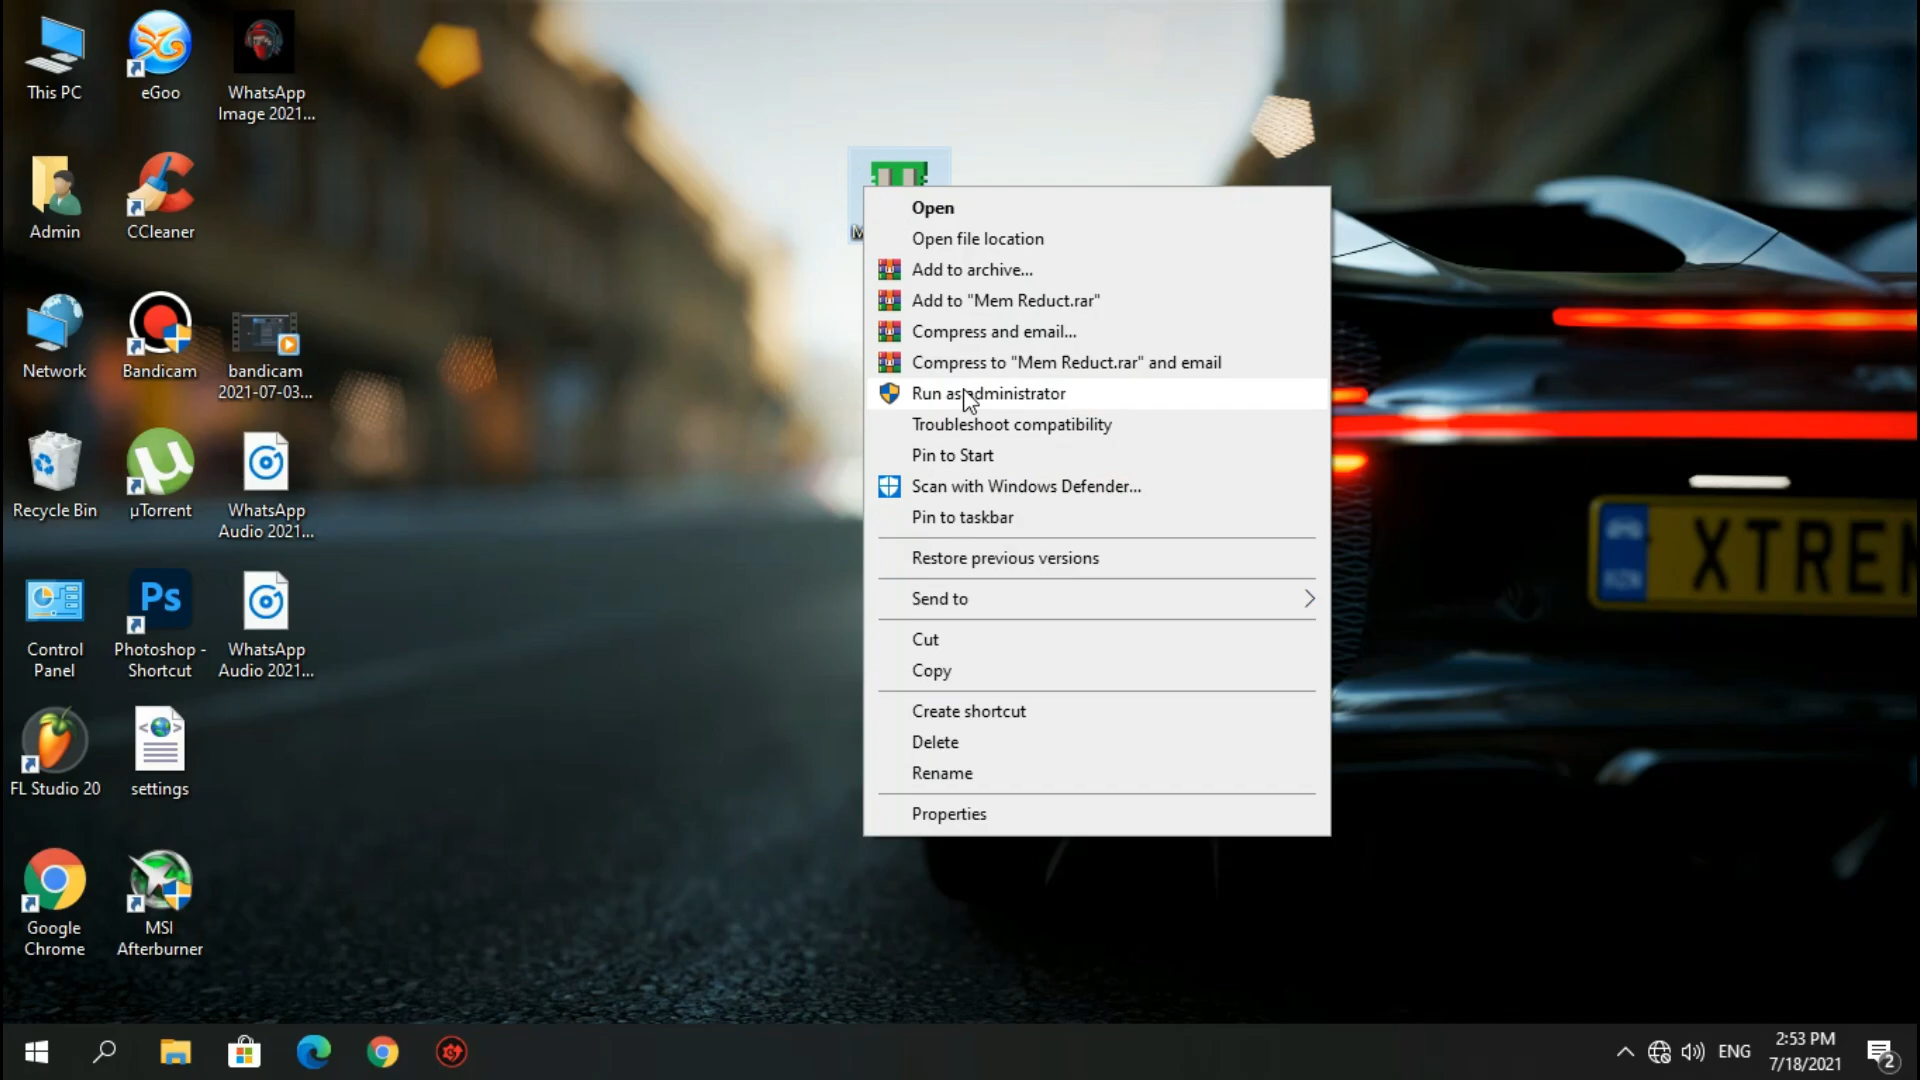 This PC
eGoo
WhatsApp
Image 2021...
Admin
CCleaner
Network
Bandicam
bandicam
2021-07-03...
Recycle Bin
µTorrent
WhatsApp
Audio 2021...
Control
Panel
Ps
Photoshop -
Shortcut
WhatsApp
Audio 2021...
FL Studio 20
settings
Google
Chrome
MSI
Afterburner
Open
Open file location
Add to archive...
Add to "Mem Reduct.rar"
Compress and email...
Compress to "Mem Reduct.rar" and email
Run as administrator
Troubleshoot compatibility
Pin to Start
Scan with Windows Defender...
Pin to taskbar
Restore previous versions
Send to
Cut
Copy
Create shortcut
Delete
Rename
Properties
XTREM
ENG
2:53 PM
7/18/2021
2